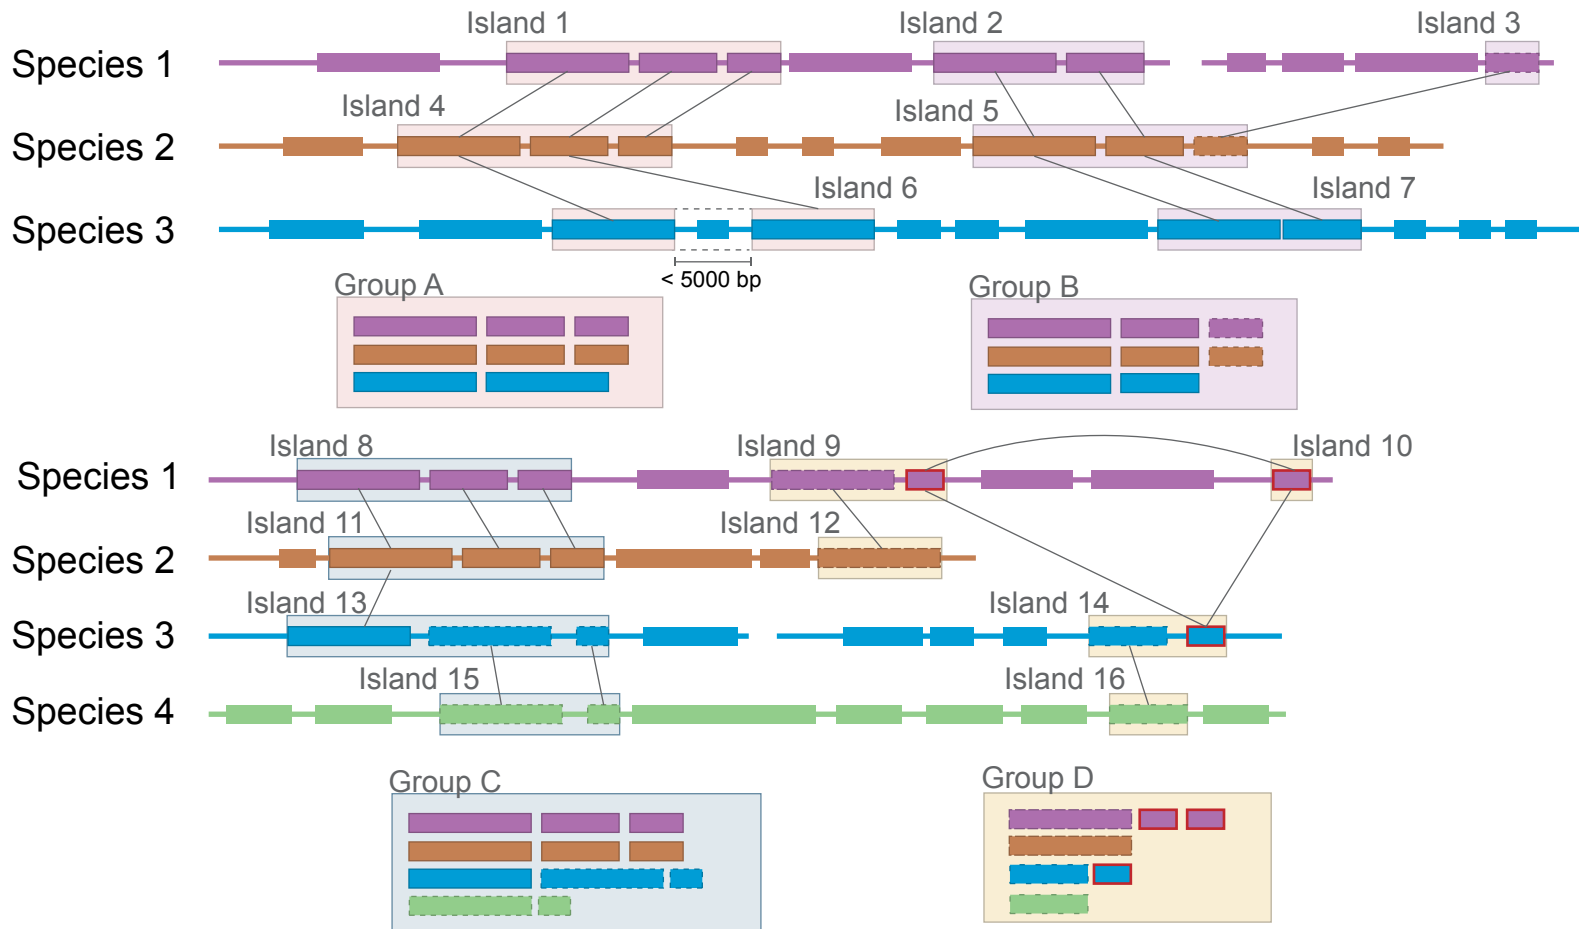 Island 1
Island 2
Island 3
Species 1
Island 4
Island 5
Species 2
Island 6
Island 7
Species 3
< 5000 bp
Group A
Group B
Island 8
Island 9
Island 10
Species 1
Island 11
Island 12
Species 2
Island 13
Island 14
Species 3
Island 15
Island 16
Species 4
Group C
Group D